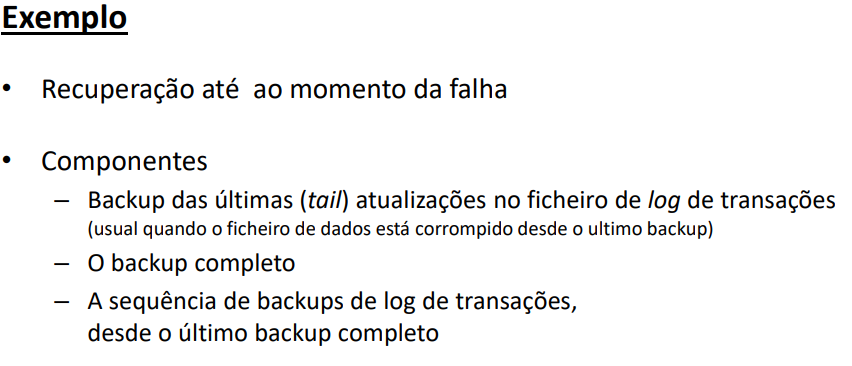 Exemplo
• Recuperação até  ao momento da falha
• Componentes
– Backup das últimas (tail) atualizações no ficheiro de log de transações
(usual quando o ficheiro de dados está corrompido desde o ultimo backup)
– O backup completo
– A sequência de backups de log de transações,
desde o último backup completo